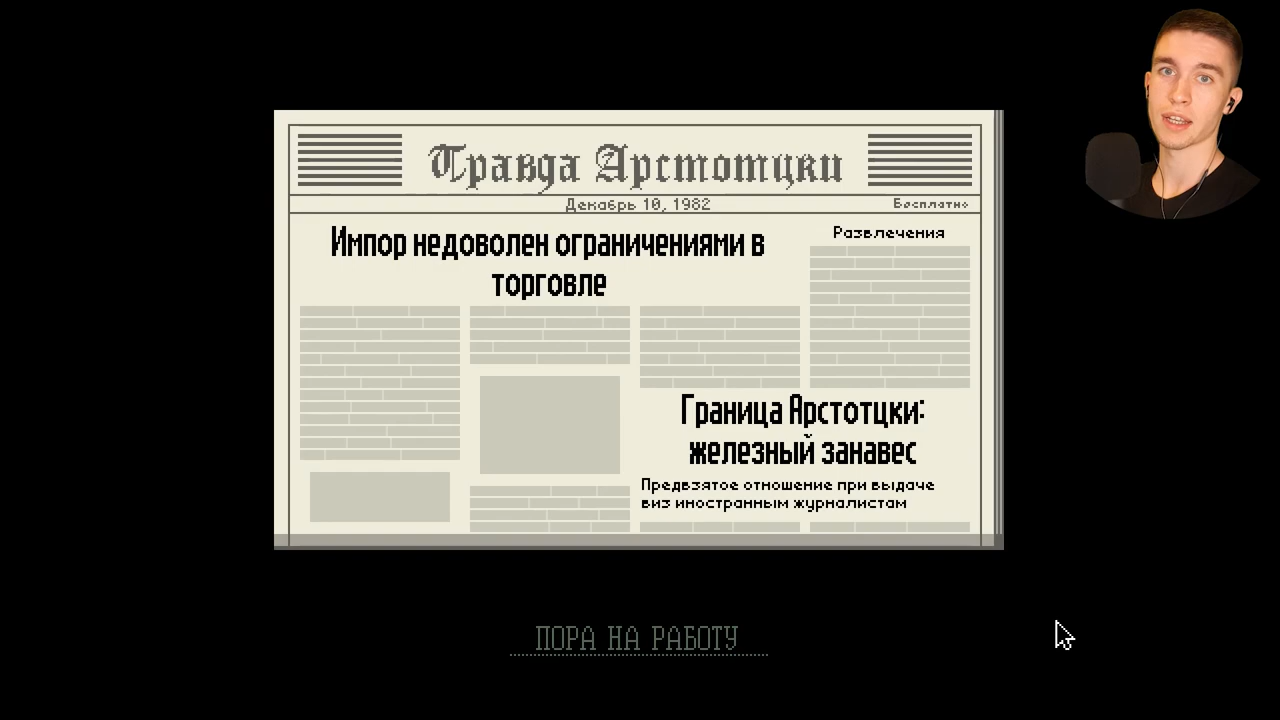 Правда Арстотцки
Декабрь 10, 1982
Бесплатно
Импор недоволен ограничениями в
торговле
Развлечения
Граница Арстотцки:
железный занавес
Предвзятое отношение при выдаче
виз иностранным журналистам
ПОРА НА РАБОТУ